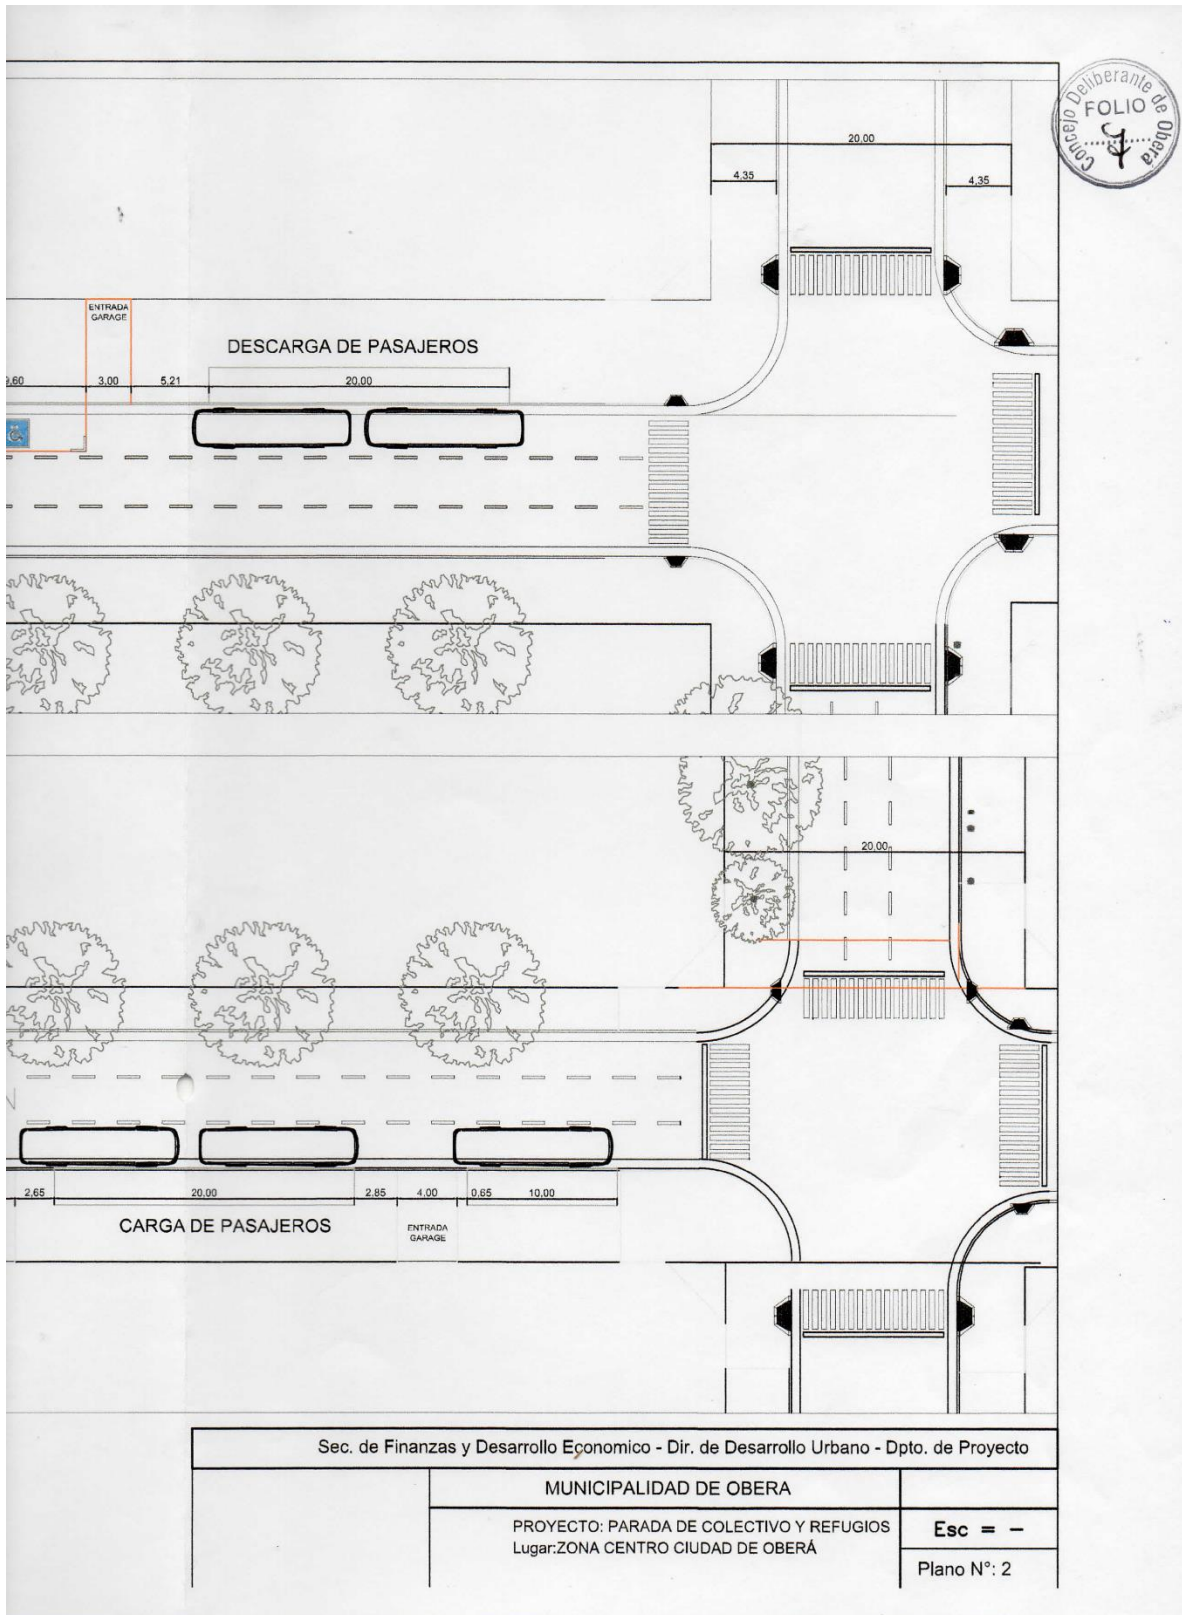 Concejo Deliberante de Oberá
FOLIO
20,00
4,35
4,35
ENTRADA
GARAGE
DESCARGA DE PASAJEROS
9,60
3,00
5,21
20,00
20,00
2,65
20,00
2,85
4,00
0,65
10,00
CARGA DE PASAJEROS
ENTRADA
GARAGE
Sec. de Finanzas y Desarrollo Economico - Dir. de Desarrollo Urbano - Dpto. de Proyecto
MUNICIPALIDAD DE OBERA
PROYECTO: PARADA DE COLECTIVO Y REFUGIOS
Lugar:ZONA CENTRO CIUDAD DE OBERÁ
Esc = -
Plano N°: 2